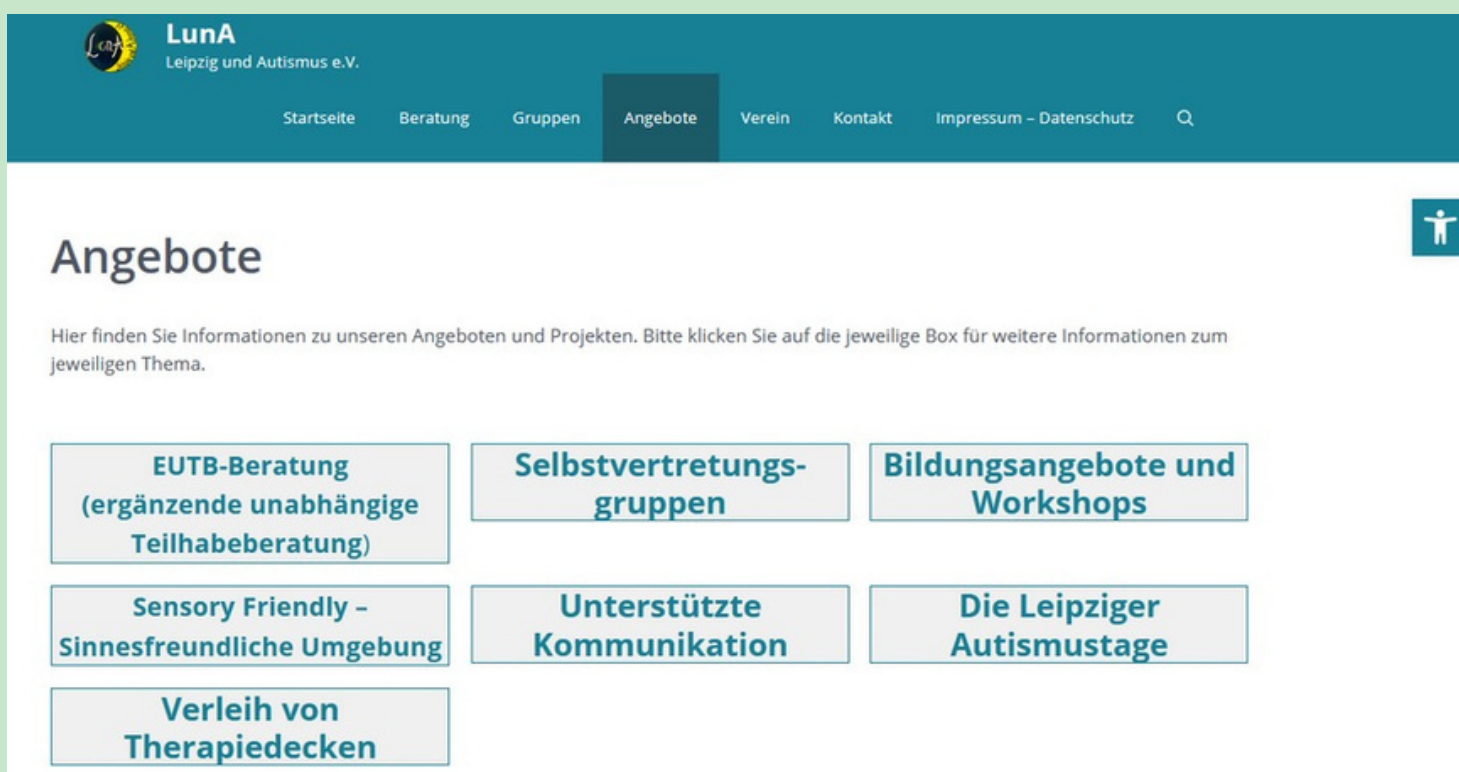 LunA
LunA
Leipzig und Autismus e.V.
Startseite Beratung Gruppen Angebote Verein Kontakt Impressum – Datenschutz
Angebote
Hier finden Sie Informationen zu unseren Angeboten und Projekten. Bitte klicken Sie auf die jeweilige Box für weitere Informationen zum
jeweiligen Thema.
EUTB-Beratung
(ergänzende unabhängige
Teilhabeberatung)
Selbstvertretungs-
gruppen
Bildungsangebote und
Workshops
Sensory Friendly –
Sinnesfreundliche Umgebung
Unterstützte
Kommunikation
Die Leipziger
Autismustage
Verleih von
Therapiedecken